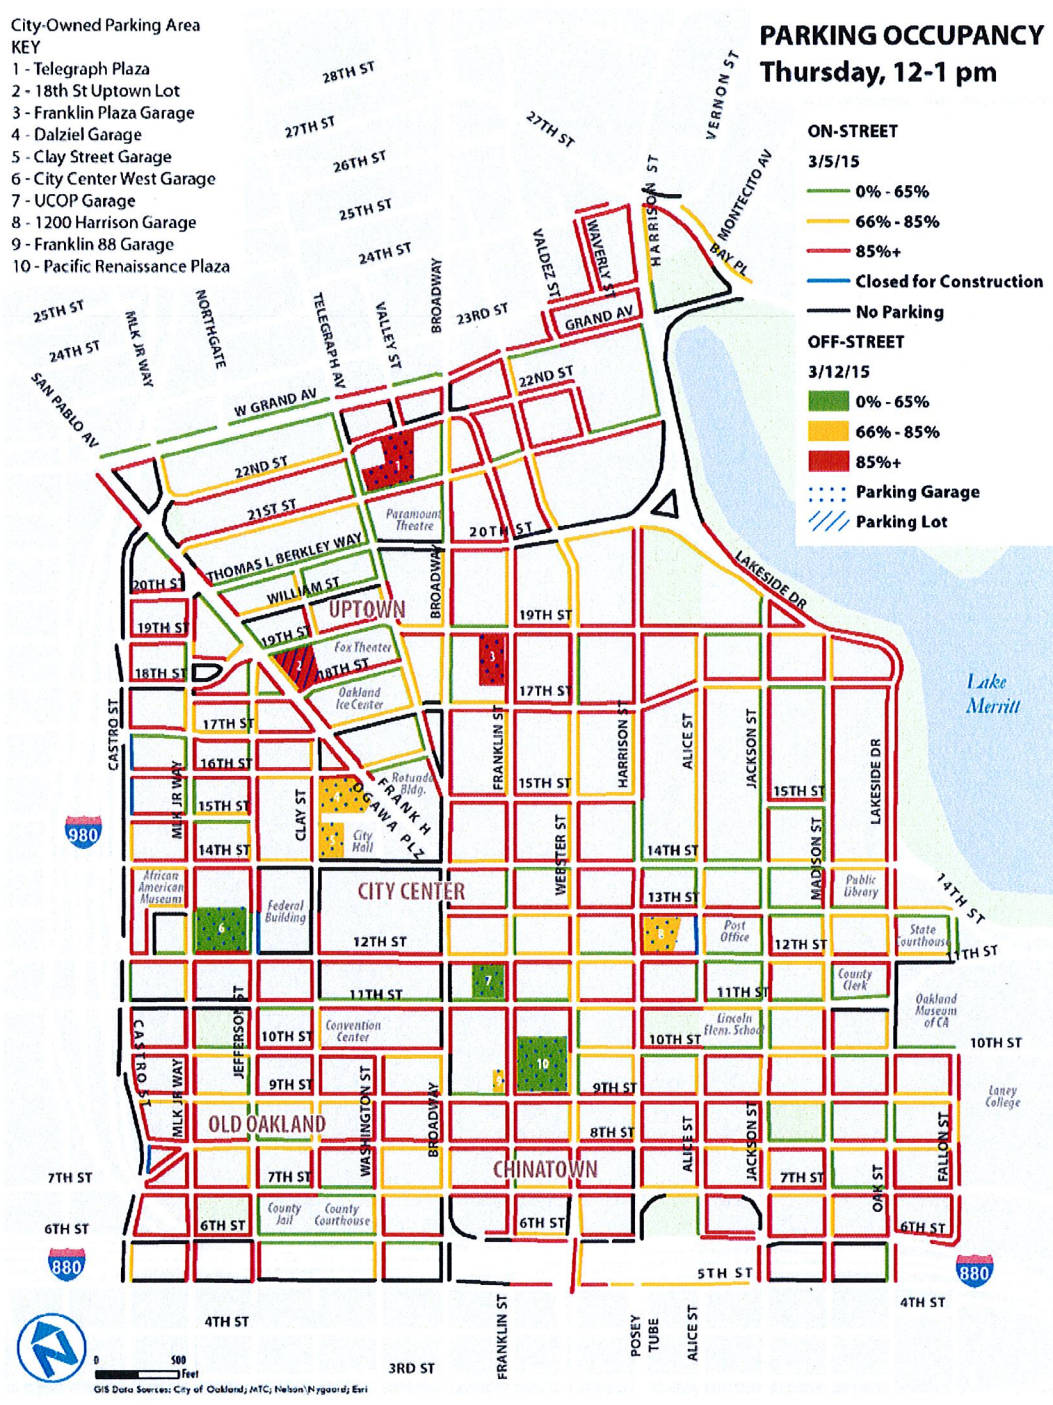 City-Owned Parking Area
KEY
1 - Telegraph Plaza
2 - 18th St Uptown Lot
3 - Franklin Plaza Garage
4 - Dalziel Garage
5 - Clay Street Garage
6 - City Center West Garage
7 - UCOP Garage
8 - 1200 Harrison Garage
9 - Franklin 88 Garage
10 - Pacific Renaissance Plaza
PARKING OCCUPANCY
Thursday, 12-1 pm
ON-STREET
3/5/15
0% - 65%
66% - 85%
85%+
Closed for Construction
No Parking
OFF-STREET
3/12/15
0% - 65%
66% - 85%
85%+
Parking Garage
Parking Lot
28TH ST
27TH ST
27TH ST
26TH ST
25TH ST
24TH ST
23RD ST
25TH ST
24TH ST
SAN PABLO AV
MLK JR WAY
NORTHGATE
TELEGRAPH AV
VALLEY ST
BROADWAY
VALDEZ ST
WAVERLY ST
HARRISON ST
VERNON ST
MONTECITO AV
BAY PL
GRAND AV
W GRAND AV
22ND ST
22ND ST
21ST ST
1
Paramount
Theatre
20TH ST
THOMAS L BERKLEY WAY
WILLIAM ST
UPTOWN
BROADWAY
LAKESIDE DR
20TH ST
19TH ST
19TH ST
19TH ST
Fox Theater
2
18TH ST
18TH ST
3
Oakland
Ice Center
17TH ST
17TH ST
Lake
Merritt
CASTRO ST
FRANKLIN ST
HARRISON ST
ALICE ST
JACKSON ST
LAKESIDE DR
16TH ST
Rotunda
Bldg.
FRANK H
OGAWA PLZ
15TH ST
15TH ST
15TH ST
MLK JR WAY
CLAY ST
4
5
City
Hall
980
14TH ST
14TH ST
WEBSTER ST
MADISON ST
African
American
Museum
Federal
Building
CITY CENTER
13TH ST
Public
Library
14TH ST
6
12TH ST
8
Post
Office
12TH ST
State
Courthouse
11TH ST
7
11TH ST
11TH ST
County
Clerk
Oakland
Museum
of CA
CASTRO ST
JEFFERSON ST
10TH ST
Convention
Center
10TH ST
Lincoln
Elem. School
10TH ST
10
9TH ST
9TH ST
Laney
College
MLK JR WAY
OLD OAKLAND
WASHINGTON ST
BROADWAY
8TH ST
ALICE ST
JACKSON ST
FALLON ST
OAK ST
7TH ST
7TH ST
CHINATOWN
7TH ST
6TH ST
6TH ST
County
Jail
County
Courthouse
6TH ST
6TH ST
880
5TH ST
880
4TH ST
4TH ST
FRANKLIN ST
POSEY
TUBE
ALICE ST
3RD ST
N
0 500
Feet
GIS Data Sources: City of Oakland; MTC; Nelson\Nygaard; Esri